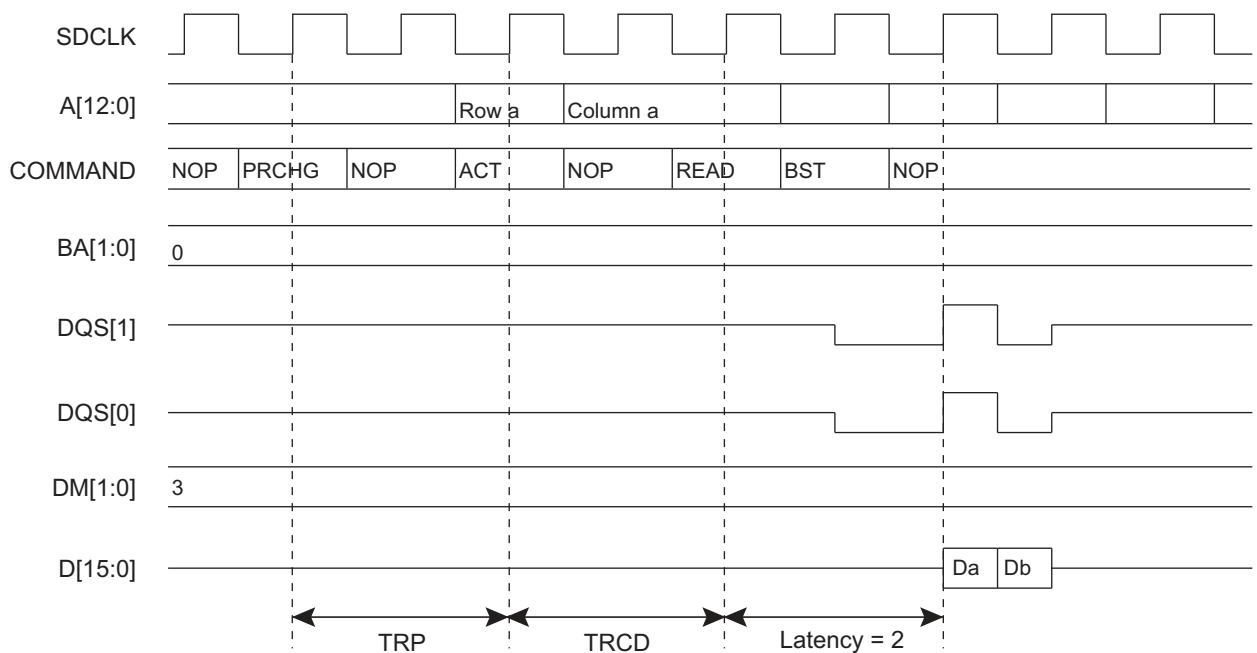 SDCLK
A[12:0] Row a Column a
COMMAND NOP PRCHG NOP ACT NOP READ BST NOP
BA[1:0] 0
DQS[1]
DQS[0]
DM[1:0] 3
D[15:0] Da Db
TRP TRCD Latency = 2